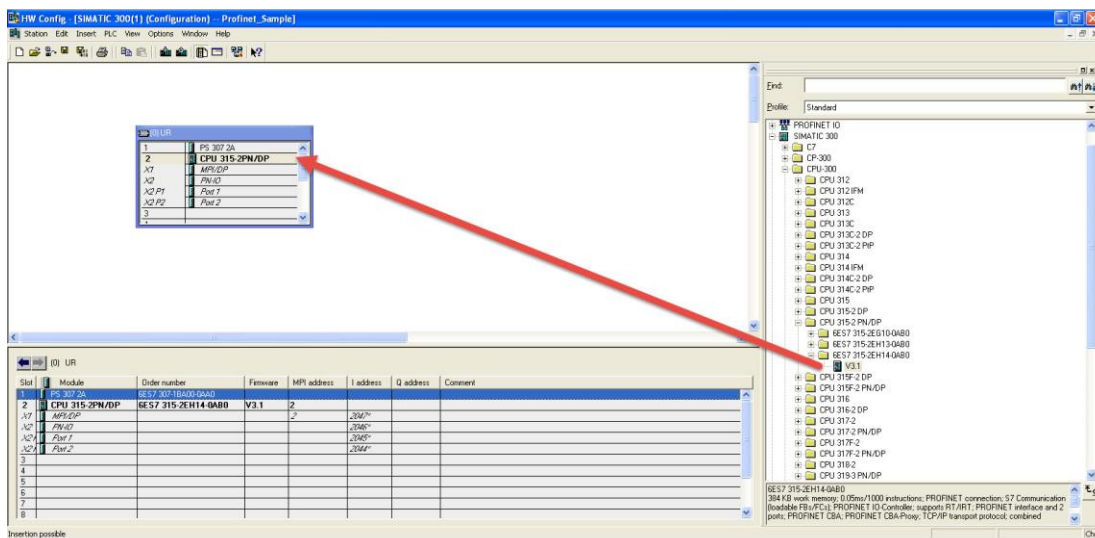 HW Config - [SIMATIC 300(1) (Configuration) -- Profinet_Sample]
Station Edit Insert PLC View Options Window Help
(0) UR
1 PS 307 2A
2 CPU 315-2PN/DP
X1 MPI/DP
X2 PN-IO
X2 P1 Port 1
X2 P2 Port 2
3
Find:
Profile: Standard
PROFINET IO
SIMATIC 300
C7
CP-300
CPU-300
CPU 312
CPU 312 IFM
CPU 312C
CPU 313
CPU 313C
CPU 313C-2 DP
CPU 313C-2 PtP
CPU 314
CPU 314 IFM
CPU 314C-2 DP
CPU 314C-2 PtP
CPU 315
CPU 315-2 DP
CPU 315-2 PN/DP
6ES7 315-2EG10-0AB0
6ES7 315-2EH13-0AB0
6ES7 315-2EH14-0AB0
V3.1
CPU 315F-2 DP
CPU 315F-2 PN/DP
CPU 316
CPU 316-2 DP
CPU 317-2
CPU 317-2 PN/DP
CPU 317F-2
CPU 317F-2 PN/DP
CPU 318-2
CPU 319-3 PN/DP
6ES7 315-2EH14-0AB0
384 KB work memory; 0.05ms/1000 instructions; PROFINET connection; S7 Communication
(loadable FBs/FCs); PROFINET IO-Controller; supports RT/IRT; PROFINET interface and 2
ports; PROFINET CBA; PROFINET CBA-Proxy; TCP/IP transport protocol; combined
(0) UR
Slot Module Order number Firmware MPI address I address Q address Comment
1 PS 307 2A 6ES7 307-1BA00-0AA0
2 CPU 315-2PN/DP 6ES7 315-2EH14-0AB0 V3.1 2
X1 MPI/DP 2 2047*
X2 PN-IO 2046*
X2 Port 1 2045*
X2 Port 2 2044*
3
4
5
6
7
8
Insertion possible
Ch